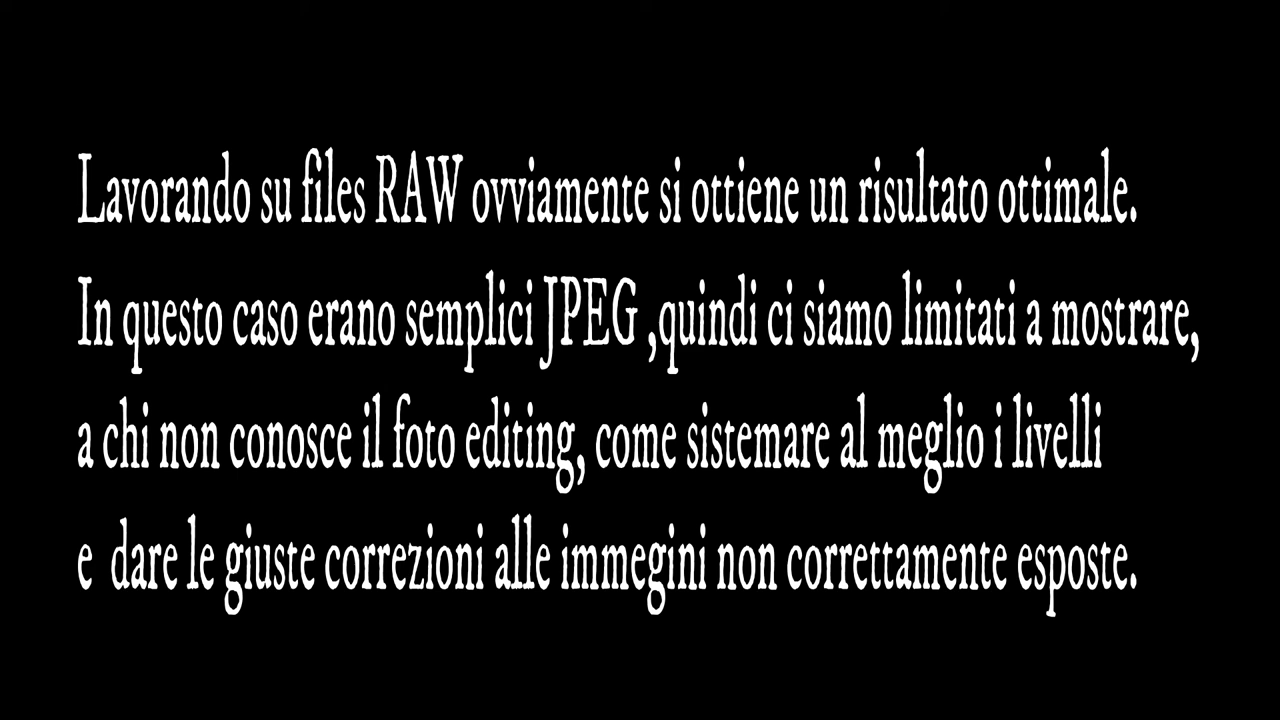 Lavorando su files RAW ovviamente si ottiene un risultato ottimale.
In questo caso erano semplici JPEG ,quindi ci siamo limitati a mostrare,
a chi non conosce il foto editing, come sistemare al meglio i livelli
e  dare le giuste correzioni alle immegini non correttamente esposte.